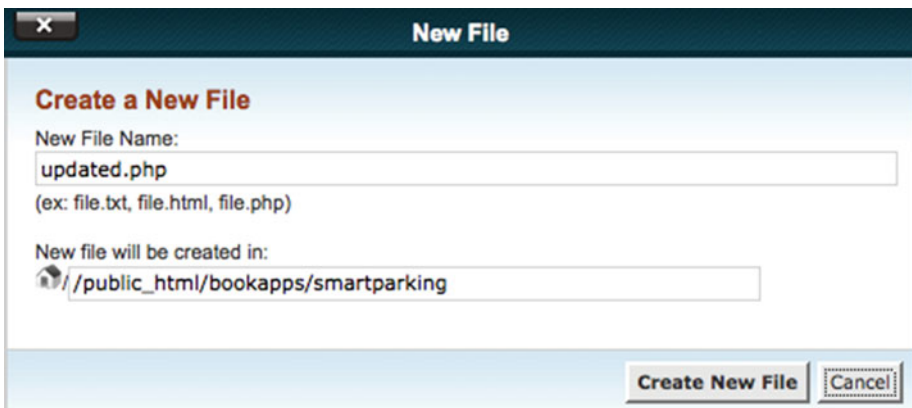 New File
Create a New File
New File Name:
updated.php
(ex: file.txt, file.html, file.php)
New file will be created in:
/ /public_html/bookapps/smartparking
Create New File Cancel